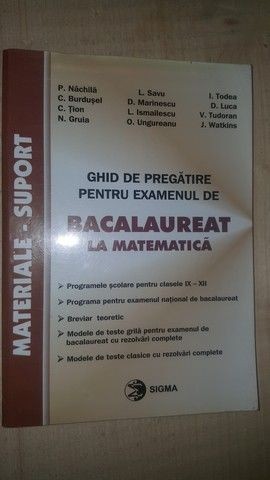 P. Năchilă
L. Savu
I. Todea
C. Burdușel
D. Marinescu
D. Luca
C. Țion
L. Ismailescu
V. Tudoran
N. Grula
O. Ungureanu
J. Watkins
MATERIALE - SUPORT
GHID DE PREGĂTIRE
PENTRU EXAMENUL DE
BACALAUREAT
LA MATEMATICĂ
➤ Programele școlare pentru clasele IX – XII
➤ Programa pentru examenul național de bacalaureat
➤ Breviar teoretic
➤ Modele de teste grilă pentru examenul de
bacalaureat cu rezolvări complete
➤ Modele de teste clasice cu rezolvări complete
SIGMA